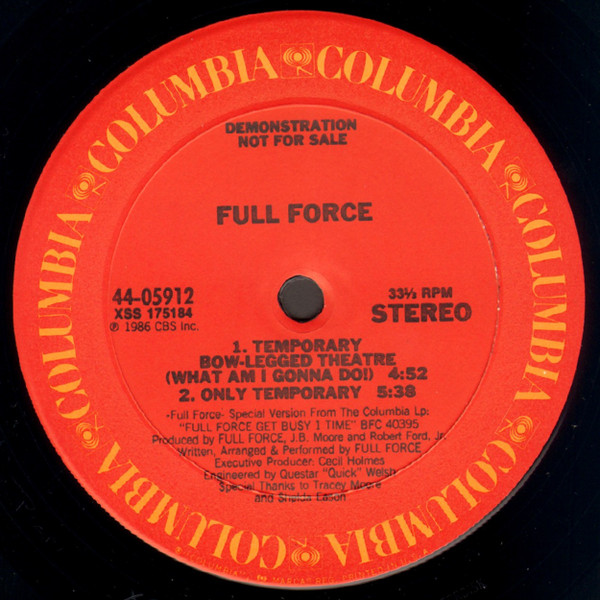 COLUMBIA COLUMBIA COLUMBIA COLUMBIA COLUMBIA COLUMBIA COLUMBIA
DEMONSTRATION
NOT FOR SALE
FULL FORCE
44-05912
XSS 175184
℗ 1986 CBS Inc.
33⅓ RPM
STEREO
1. TEMPORARY
BOW-LEGGED THEATRE
(WHAT AM I GONNA DO!) 4:52
2. ONLY TEMPORARY 5:38
-Full Force- Special Version From The Columbia Lp:
"FULL FORCE GET BUSY 1 TIME" BFC 40395
Produced by FULL FORCE, J.B. Moore and Robert Ford, Jr.
Written, Arranged & Performed by FULL FORCE
Executive Producer: Cecil Holmes
Engineered by Questar "Quick" Welsh
Special Thanks to Tracey Moore
and Shelda Eason
MARCAS REG. PRINTED IN U.S.A.